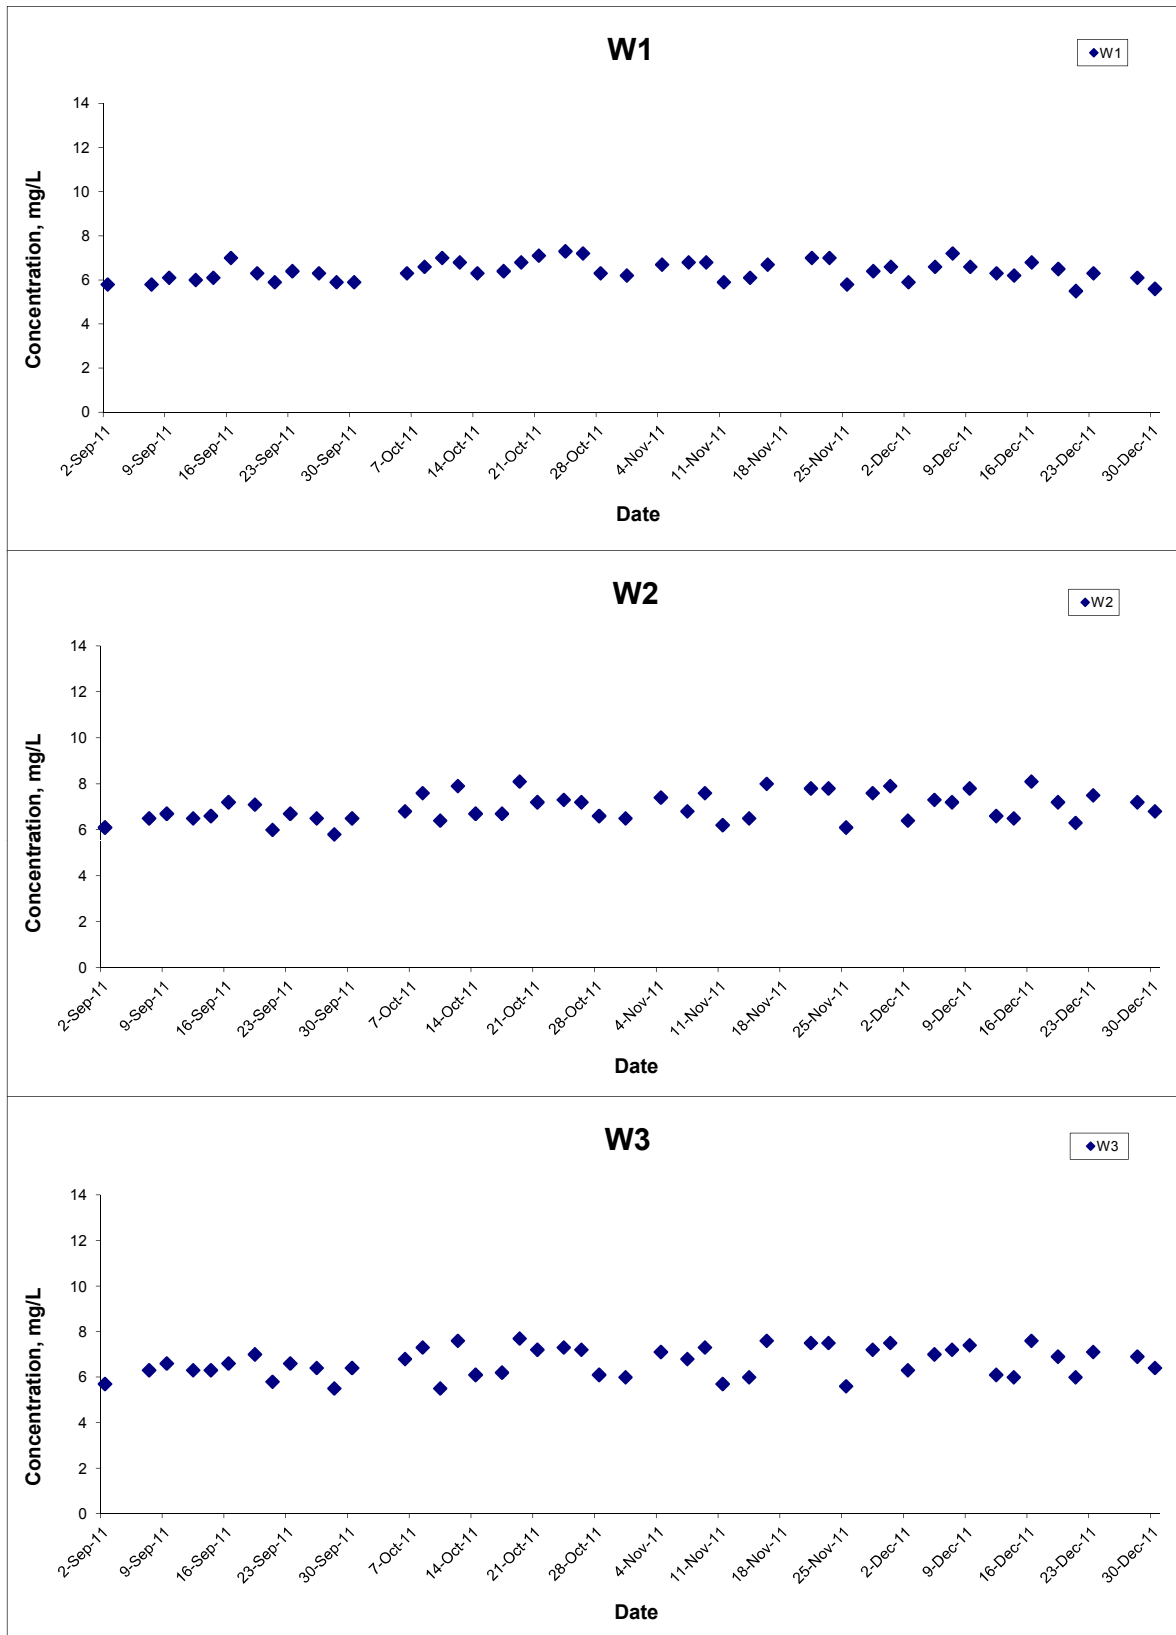 W1
W1
14
12
10
8
6
4
2
0
Concentration, mg/L
2-Sep-11 9-Sep-11 16-Sep-11 23-Sep-11 30-Sep-11 7-Oct-11 14-Oct-11 21-Oct-11 28-Oct-11 4-Nov-11 11-Nov-11 18-Nov-11 25-Nov-11 2-Dec-11 9-Dec-11 16-Dec-11 23-Dec-11 30-Dec-11
Date
W2
W2
14
12
10
8
6
4
2
0
Concentration, mg/L
2-Sep-11 9-Sep-11 16-Sep-11 23-Sep-11 30-Sep-11 7-Oct-11 14-Oct-11 21-Oct-11 28-Oct-11 4-Nov-11 11-Nov-11 18-Nov-11 25-Nov-11 2-Dec-11 9-Dec-11 16-Dec-11 23-Dec-11 30-Dec-11
Date
W3
W3
14
12
10
8
6
4
2
0
Concentration, mg/L
2-Sep-11 9-Sep-11 16-Sep-11 23-Sep-11 30-Sep-11 7-Oct-11 14-Oct-11 21-Oct-11 28-Oct-11 4-Nov-11 11-Nov-11 18-Nov-11 25-Nov-11 2-Dec-11 9-Dec-11 16-Dec-11 23-Dec-11 30-Dec-11
Date